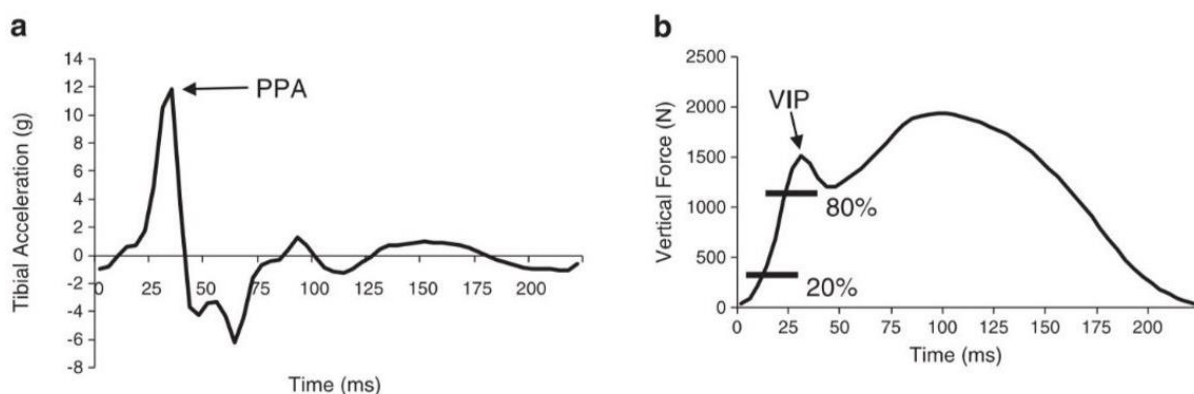 a
14
12
10
8
6
4
2
0
-2
-4
-6
-8
Tibial Acceleration (g)
PPA
0 25 50 75 100 125 150 175 200
Time (ms)
b
2500
2000
1500
1000
500
0
Vertical Force (N)
VIP
80%
20%
0 25 50 75 100 125 150 175 200
Time (ms)